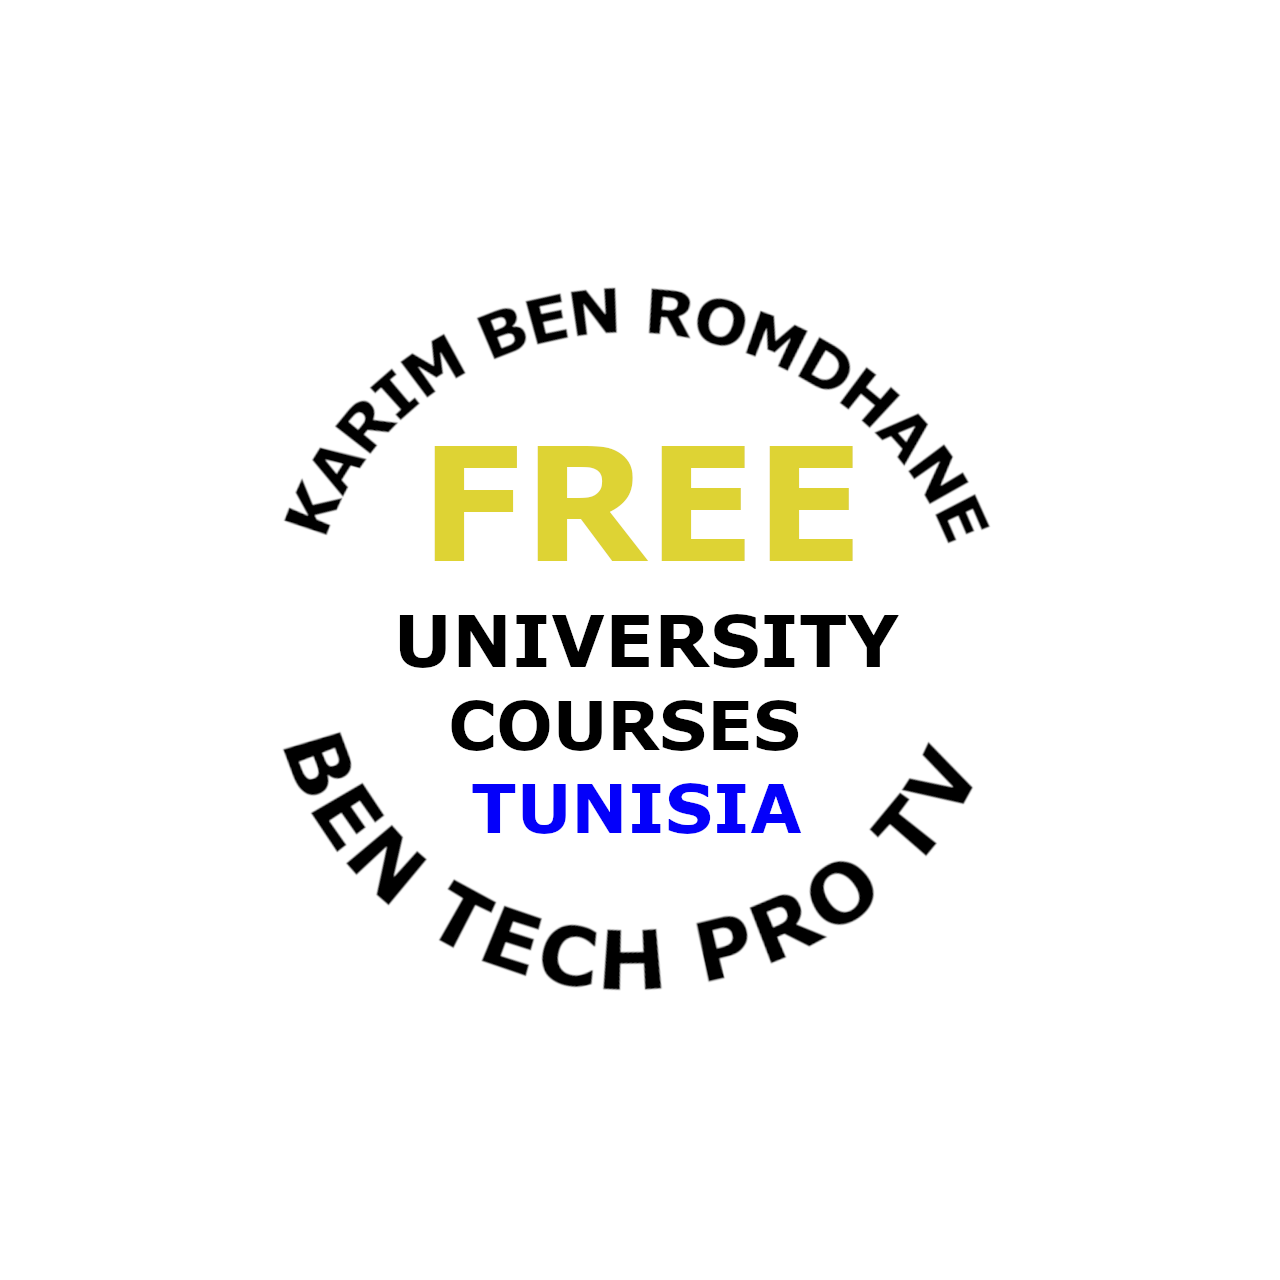 KARIM BEN ROMDHANE
FREE
UNIVERSITY
COURSES
TUNISIA
BEN TECH PRO TV